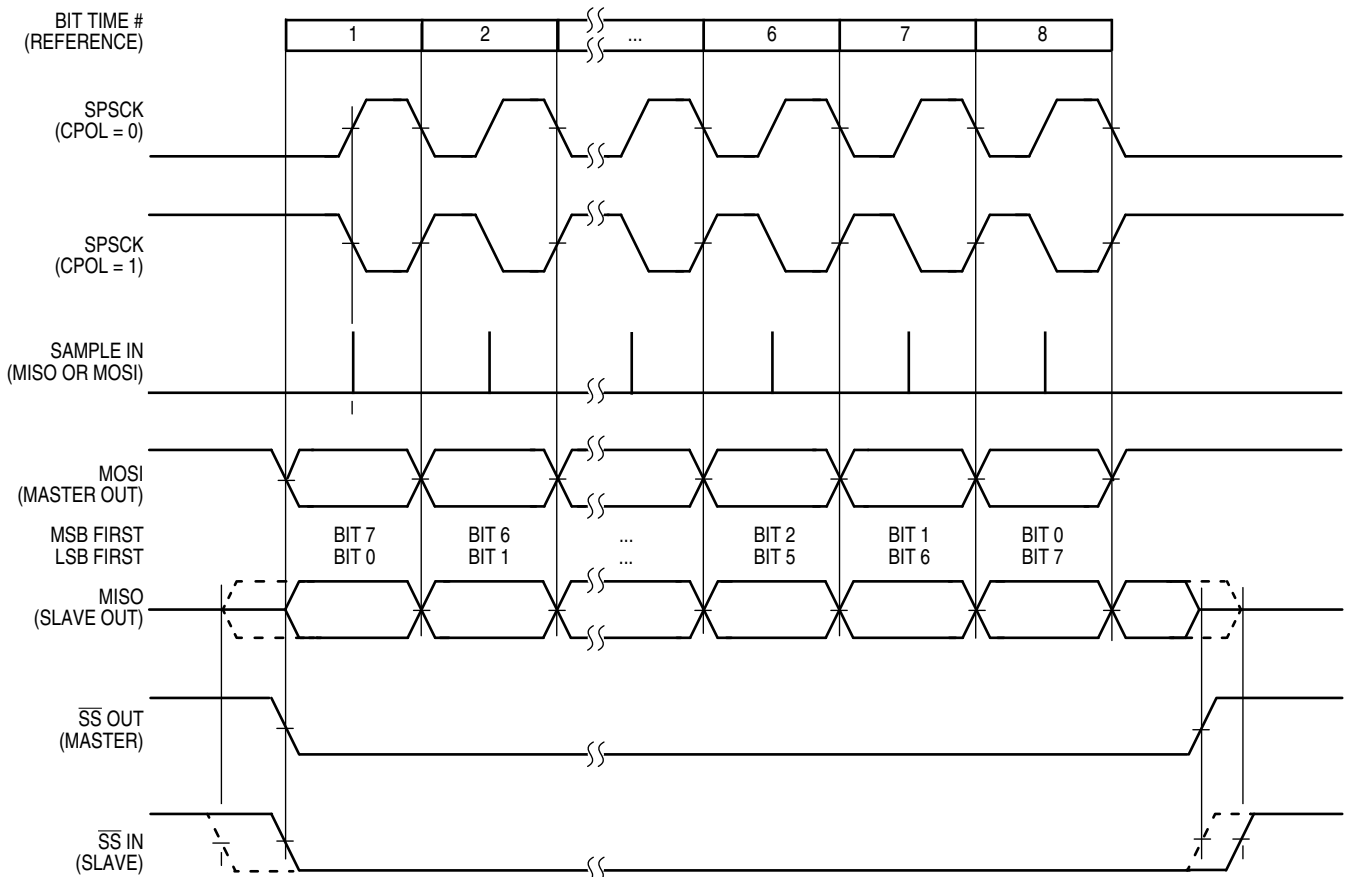 BIT TIME #
(REFERENCE)
1 2 ... 6 7 8
SPSCK
(CPOL = 0)
SPSCK
(CPOL = 1)
SAMPLE IN
(MISO OR MOSI)
MOSI
(MASTER OUT)
MSB FIRST BIT 7 BIT 6 ... BIT 2 BIT 1 BIT 0
LSB FIRST BIT 0 BIT 1 ... BIT 5 BIT 6 BIT 7
MISO
(SLAVE OUT)
S̅S̅ OUT
(MASTER)
S̅S̅ IN
(SLAVE)